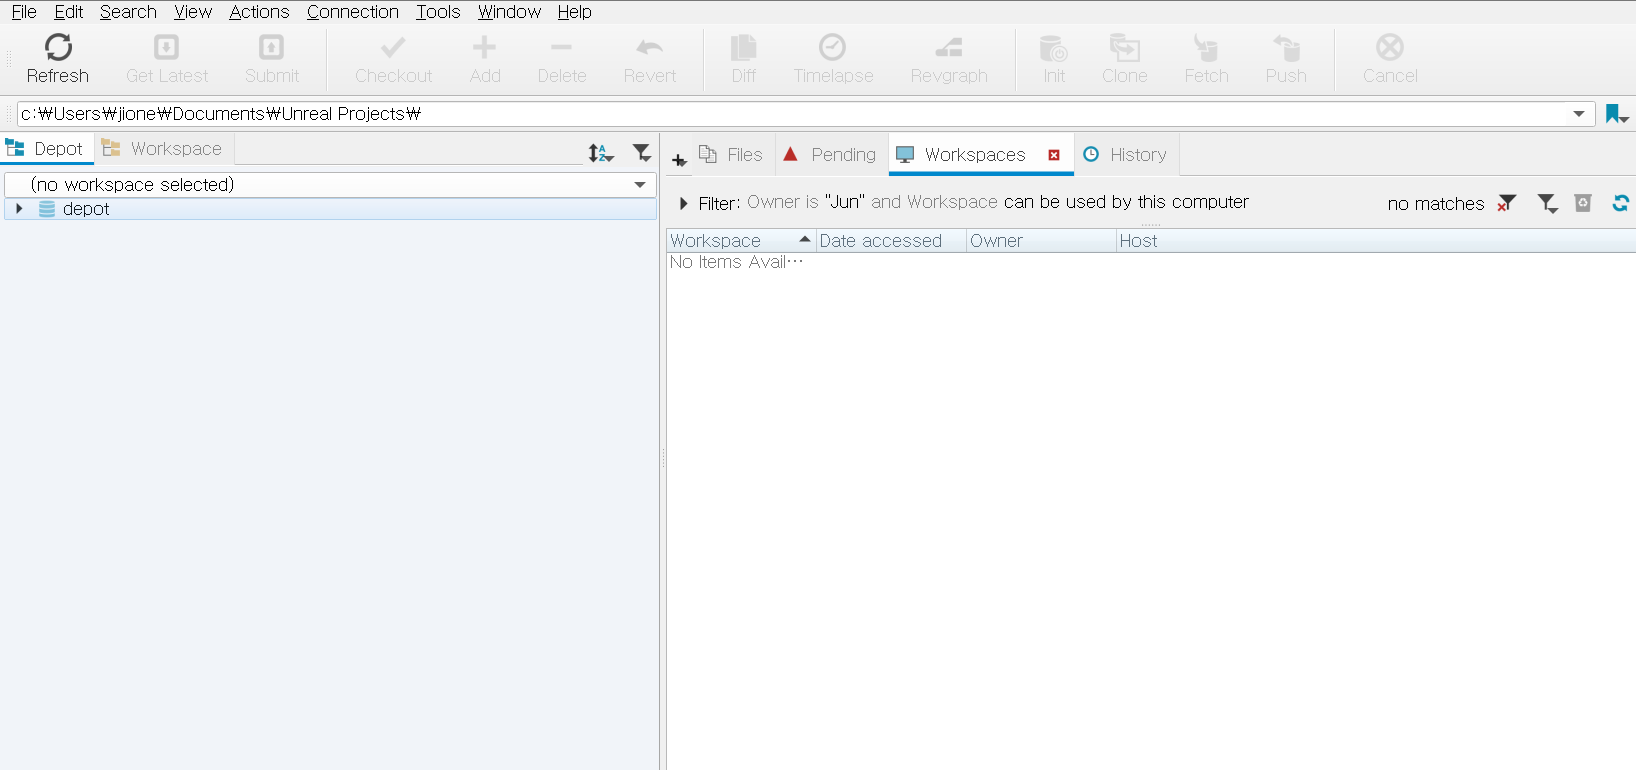 File Edit Search View Actions Connection Tools Window Help
Refresh Get Latest Submit Checkout Add Delete Revert Diff Timelapse Revgraph Init Clone Fetch Push Cancel
c:₩Users₩jione₩Documents₩Unreal Projects₩
Depot Workspace
(no workspace selected)
depot
Files Pending Workspaces History
Filter: Owner is "Jun" and Workspace can be used by this computer no matches
Workspace Date accessed Owner Host
No Items Avail⋯